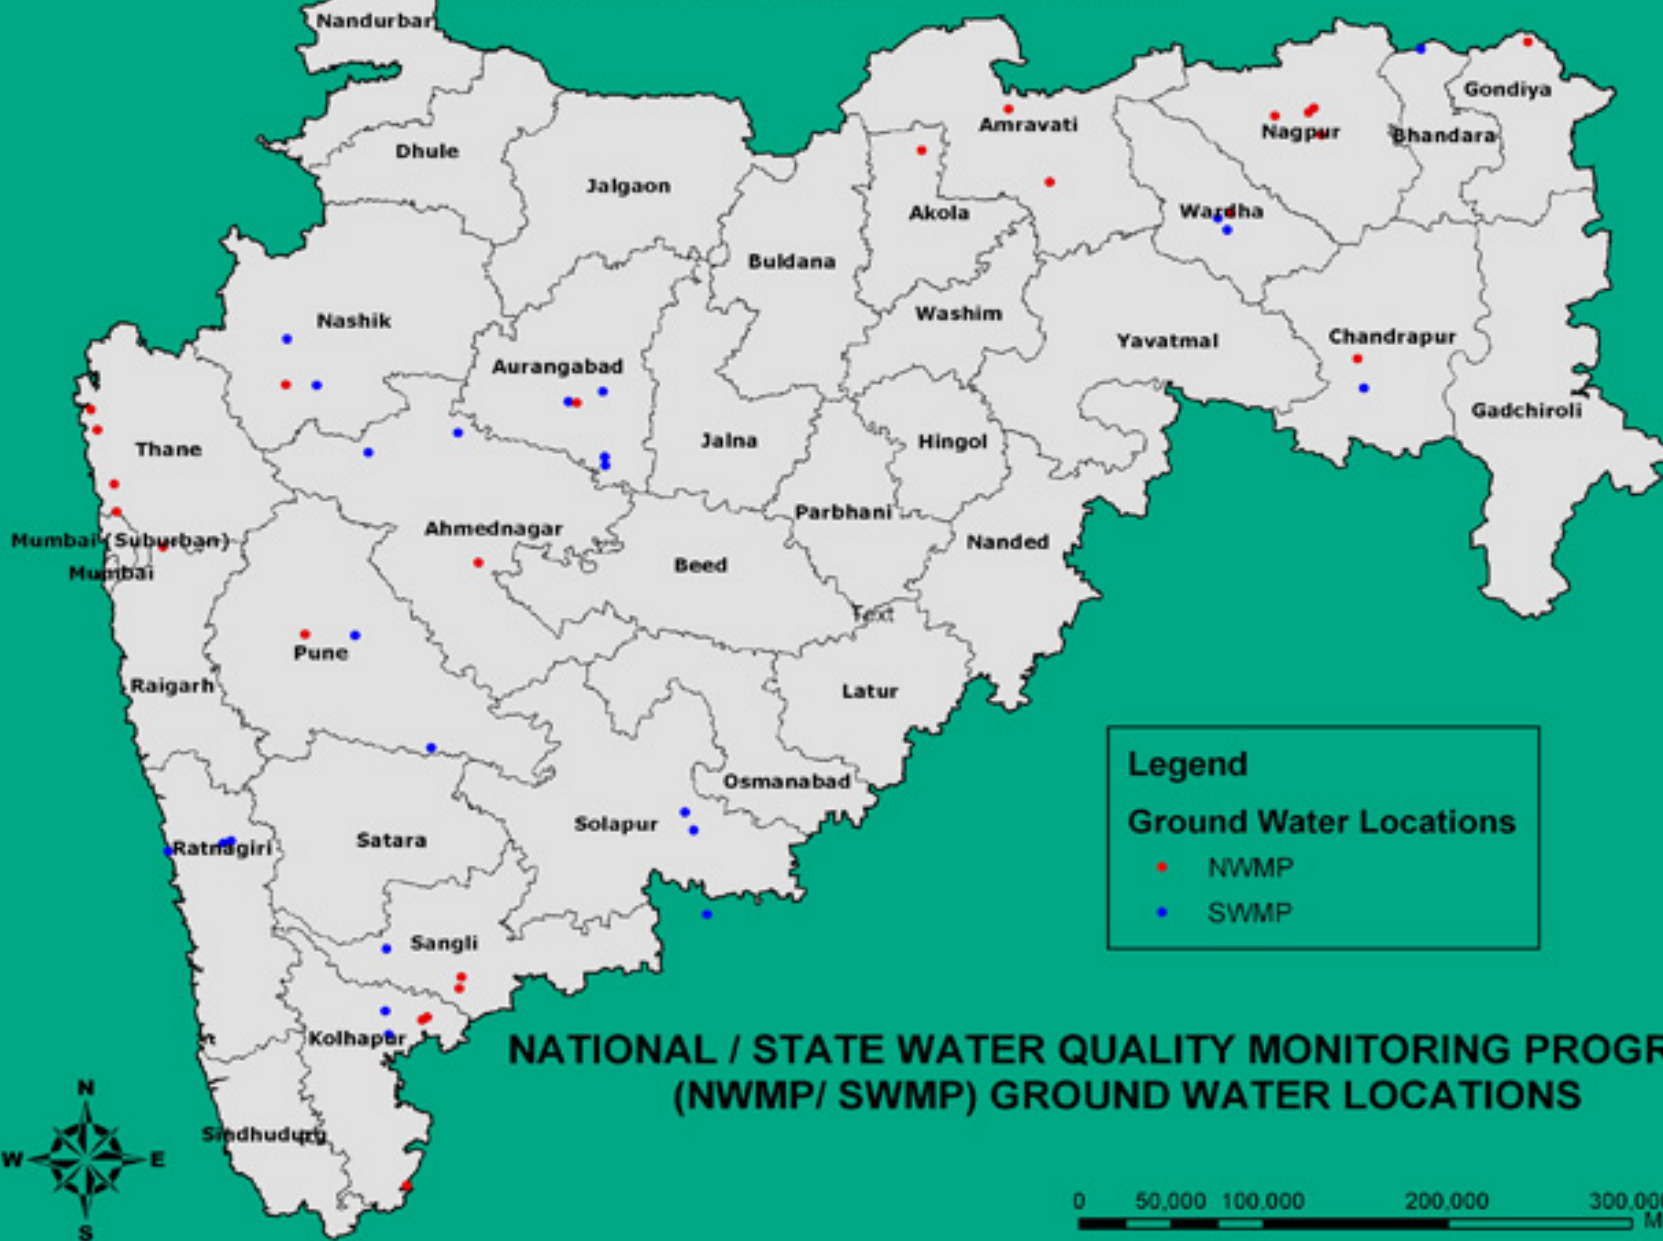 Nandurbar
Gondiya
Dhule
Amravati
Nagpur
Bhandara
Jalgaon
Akola
Wardha
Buldana
Nashik
Washim
Yavatmal
Chandrapur
Aurangabad
Gadchiroli
Thane
Jalna
Hingol
Parbhani
Ahmednagar
Mumbai (Suburban)
Nanded
Beed
Mumbai
Text
Pune
Raigarh
Latur
Osmanabad
Solapur
Satara
Ratnagiri
Sangli
Kolhapur
Sindhudurg
Legend
Ground Water Locations
NWMP
SWMP
NATIONAL / STATE WATER QUALITY MONITORING PROGR
(NWMP/ SWMP) GROUND WATER LOCATIONS
N
W E
S
0 50,000 100,000 200,000 300,000
M